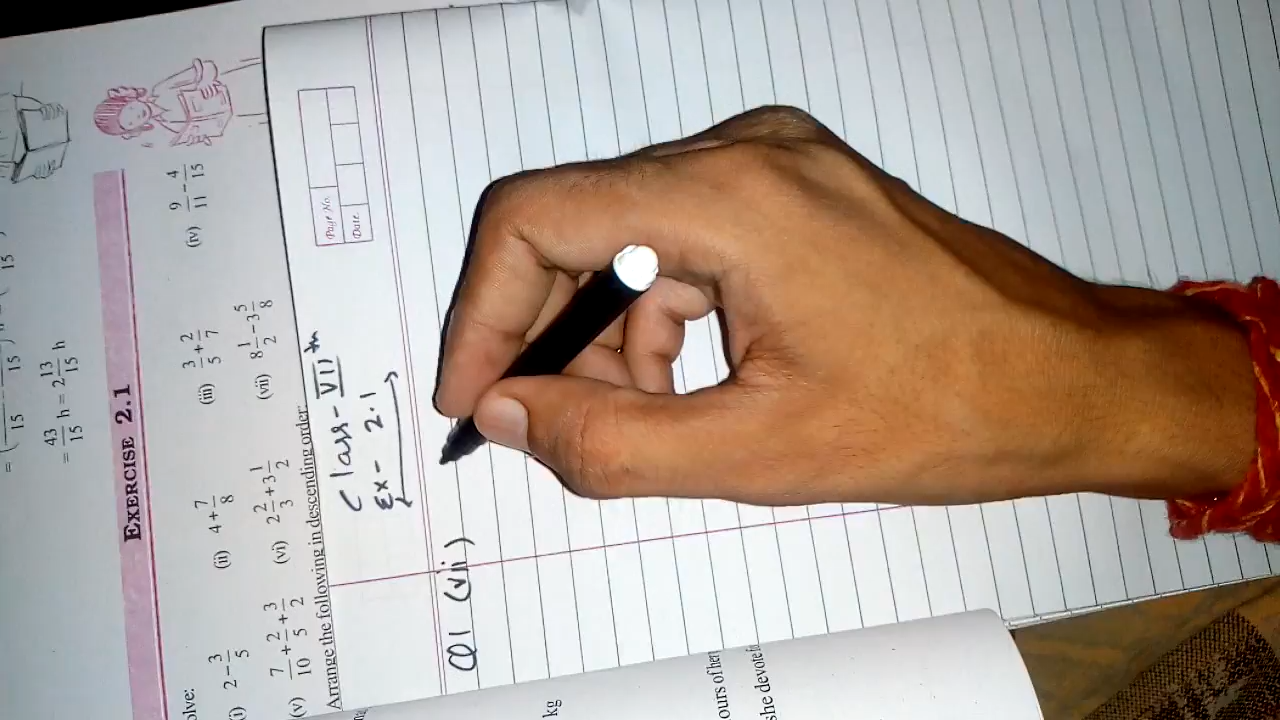 = ( 15 15 ) 15 )
= 43/15 h = 2 13/15 h
EXERCISE 2.1
(i) 2 – 3/5 (ii) 4 + 7/8 (iii) 3/5 + 2/7 (iv) 9/11 – 4/15
(v) 7/10 + 2/5 + 3/2 (vi) 2 2/3 + 3 1/2 (vii) 8 1/2 – 3 5/8
Arrange the following in descending order:
Page No.
Date
Class - VIIth
Ex - 2.1
Q1 (vii)
kg
ours of her
she devote